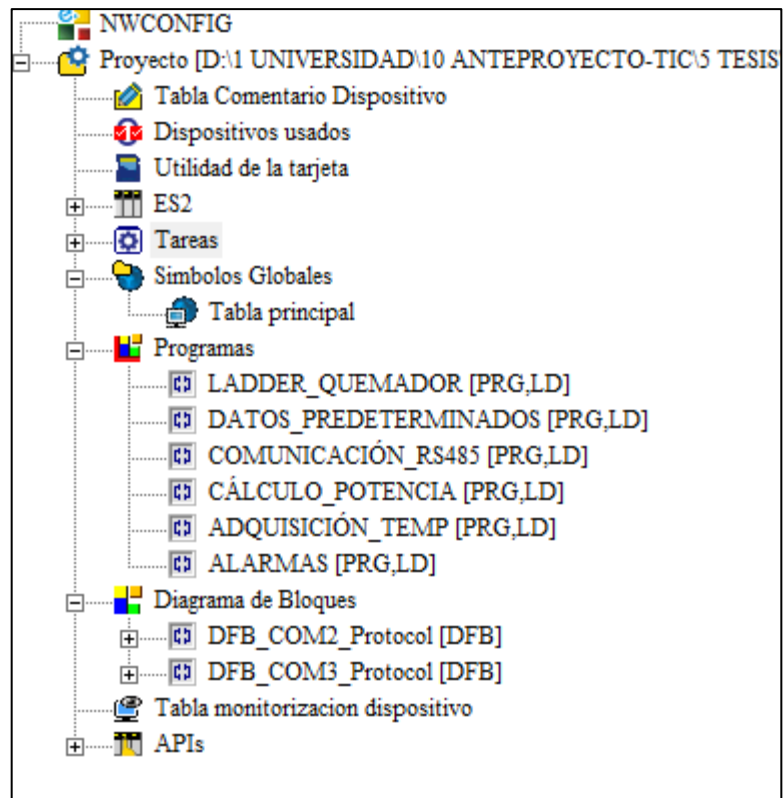 NWCONFIG
Proyecto [D:\1 UNIVERSIDAD\10 ANTEPROYECTO-TIC\5 TESIS
Tabla Comentario Dispositivo
Dispositivos usados
Utilidad de la tarjeta
ES2
Tareas
Simbolos Globales
Tabla principal
Programas
LADDER_QUEMADOR [PRG,LD]
DATOS_PREDETERMINADOS [PRG,LD]
COMUNICACIÓN_RS485 [PRG,LD]
CÁLCULO_POTENCIA [PRG,LD]
ADQUISICIÓN_TEMP [PRG,LD]
ALARMAS [PRG,LD]
Diagrama de Bloques
DFB_COM2_Protocol [DFB]
DFB_COM3_Protocol [DFB]
Tabla monitorizacion dispositivo
APIs